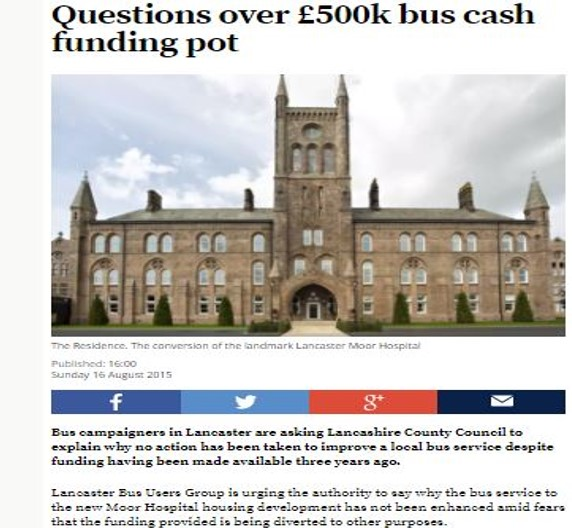 Questions over £500k bus cash
funding pot
The Residence. The conversion of the landmark Lancaster Moor Hospital
Published: 16:00
Sunday 16 August 2015
f
g+
Bus campaigners in Lancaster are asking Lancashire County Council to
explain why no action has been taken to improve a local bus service despite
funding having been made available three years ago.
Lancaster Bus Users Group is urging the authority to say why the bus service to
the new Moor Hospital housing development has not been enhanced amid fears
that the funding provided is being diverted to other purposes.